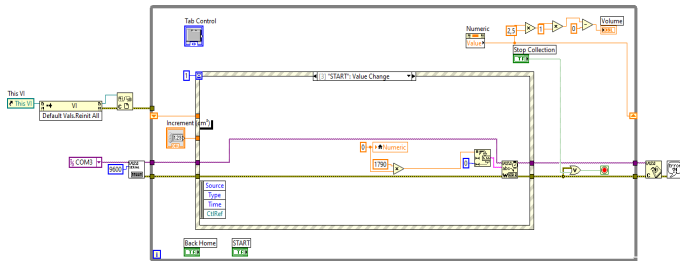 Tab Control
Numeric
Value
2,5
1
0
Volume
Stop Collection
1
[3] "START": Value Change
This VI
This VI
VI
Default Vals.Reinit All
Increment (cm³)
0
Numeric
1790
0
COM3
9600
Source
Type
Time
CtlRef
Back Home
START
i